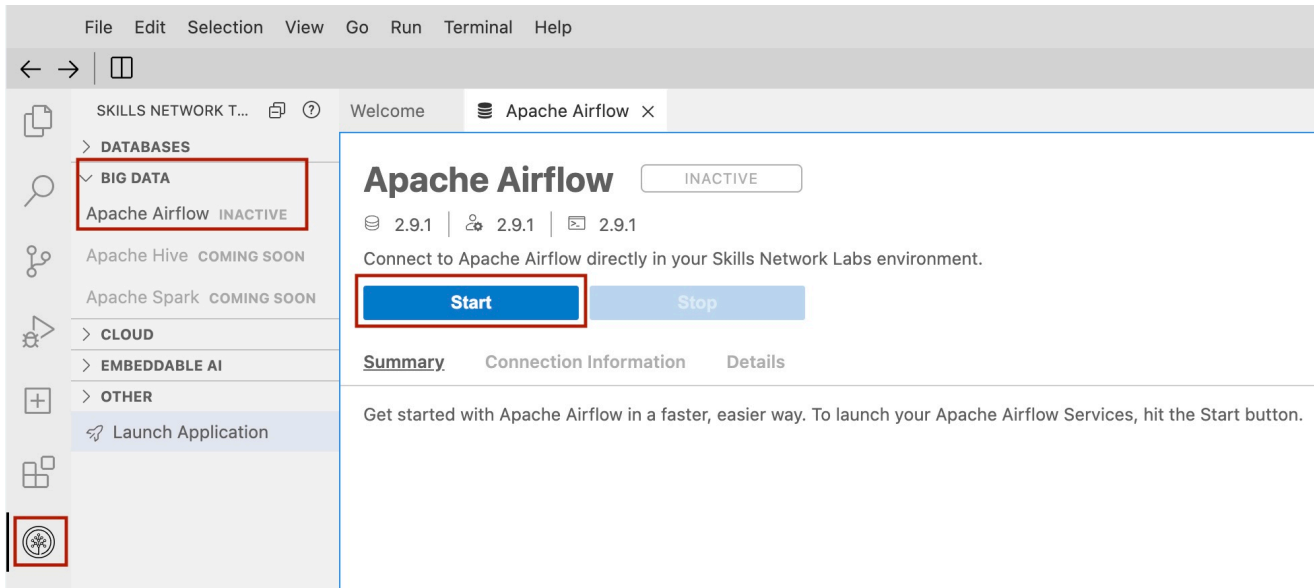 File Edit Selection View Go Run Terminal Help
SKILLS NETWORK T...
DATABASES
BIG DATA
Apache Airflow INACTIVE
Apache Hive COMING SOON
Apache Spark COMING SOON
CLOUD
EMBEDDABLE AI
OTHER
Launch Application
Welcome Apache Airflow
Apache Airflow INACTIVE
2.9.1 2.9.1 2.9.1
Connect to Apache Airflow directly in your Skills Network Labs environment.
Start Stop
Summary Connection Information Details
Get started with Apache Airflow in a faster, easier way. To launch your Apache Airflow Services, hit the Start button.